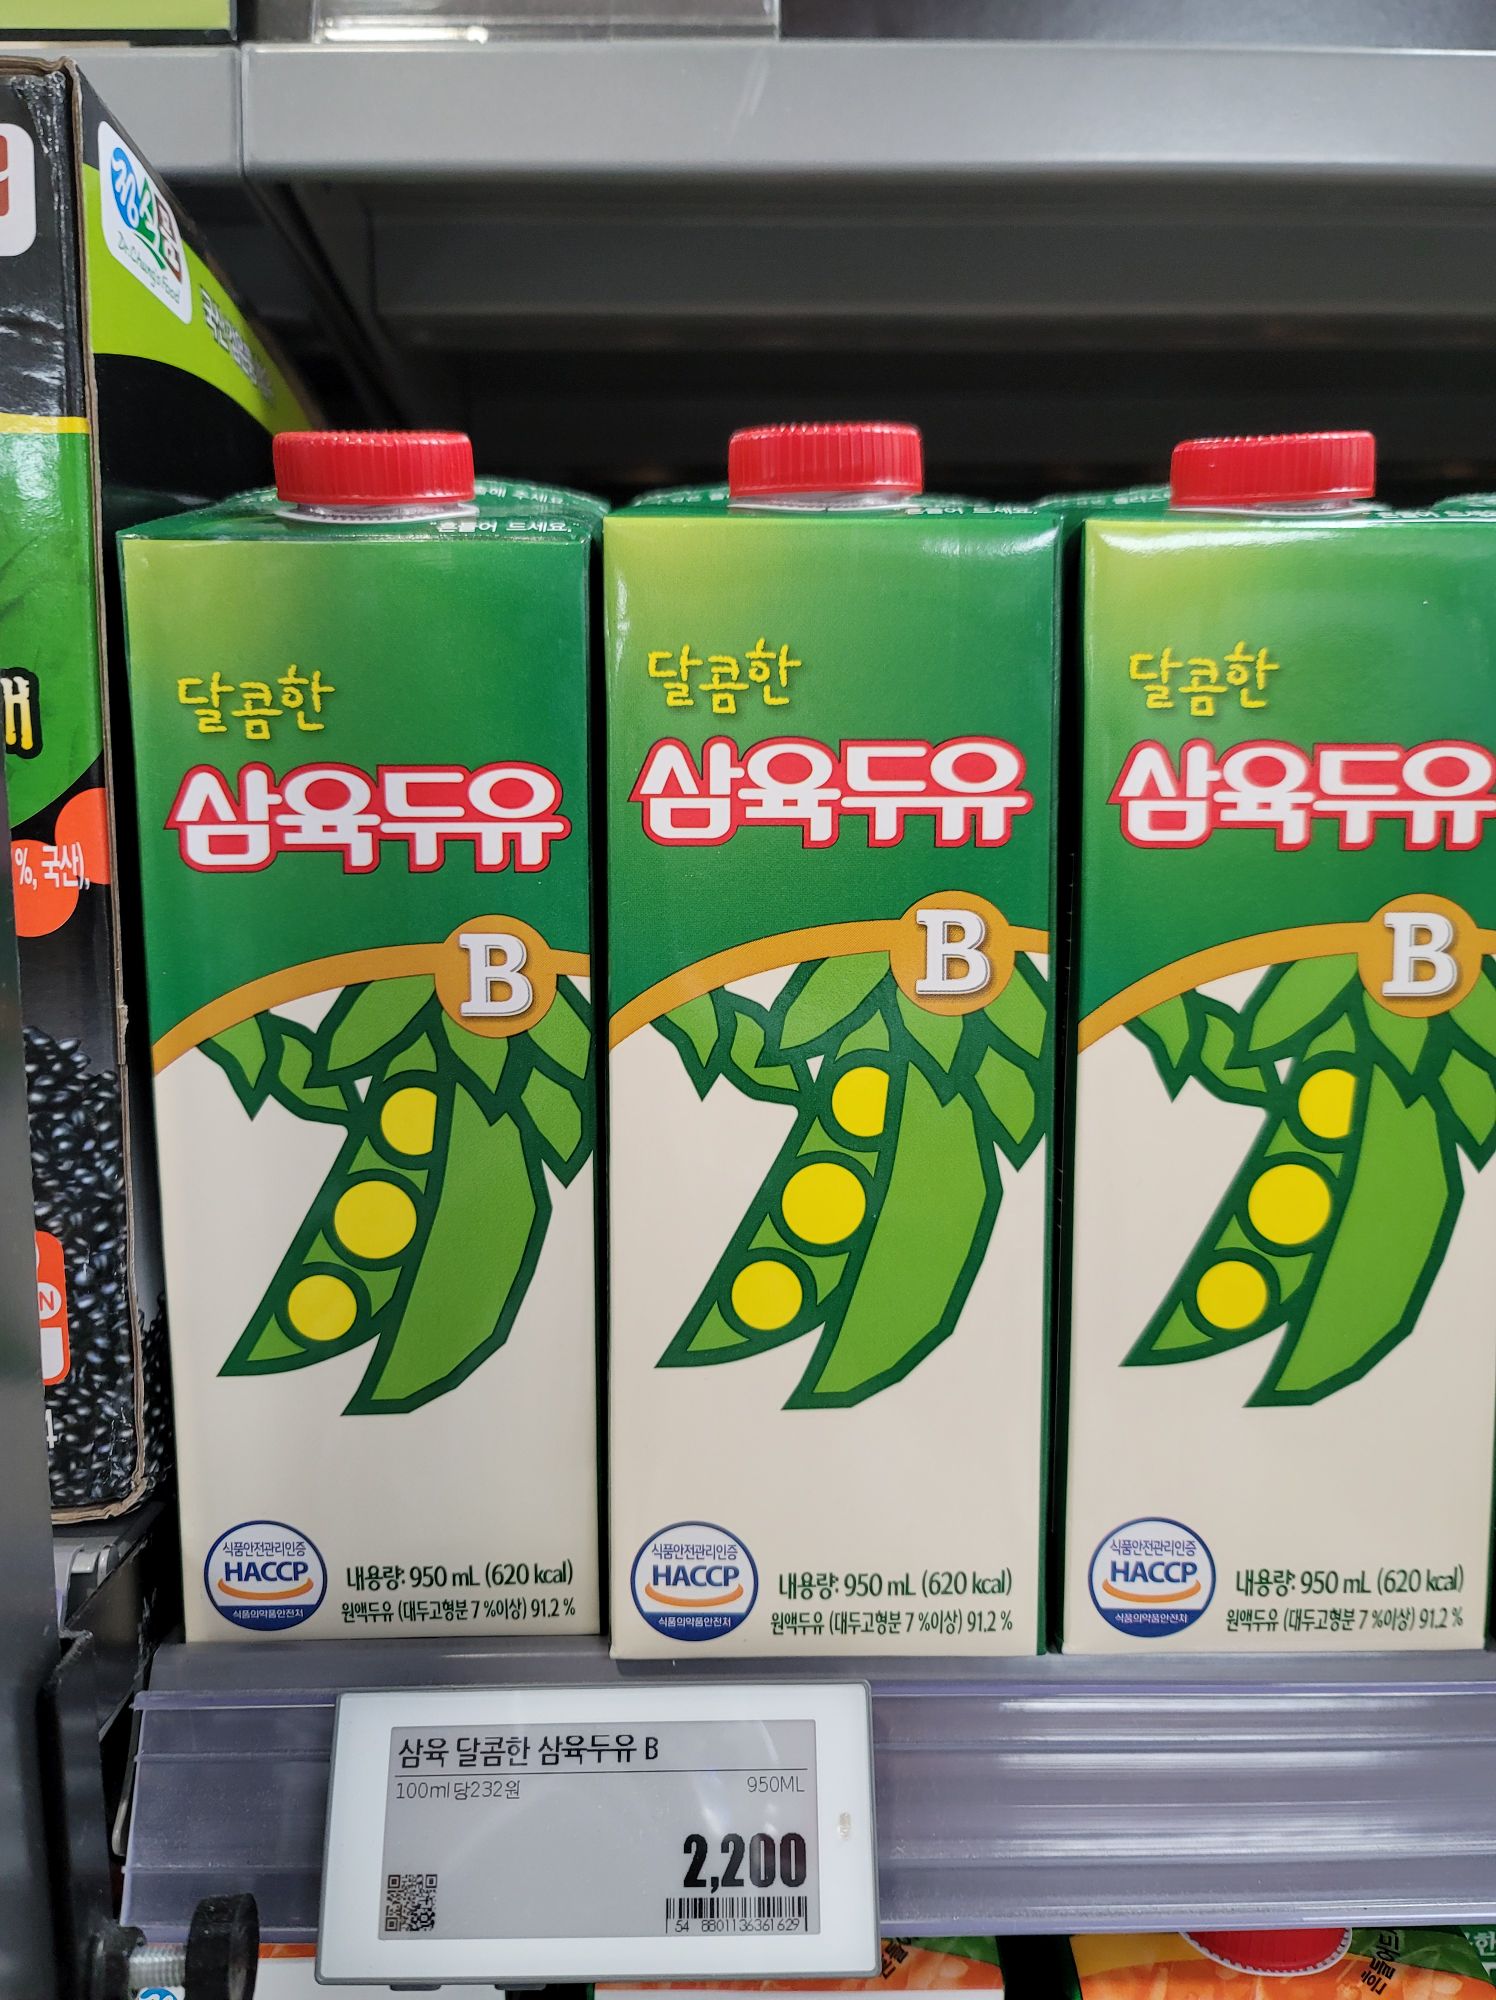 정식품
Dr.Chung's Food
%, 국산),
흔들어 드세요.
달콤한
삼육두유
B
식품안전관리인증
HACCP
식품의약품안전처
내용량: 950 mL (620 kcal)
원액두유 (대두고형분 7 %이상) 91.2 %
달콤한
삼육두유
B
식품안전관리인증
HACCP
식품의약품안전처
내용량: 950 mL (620 kcal)
원액두유 (대두고형분 7 %이상) 91.2 %
달콤한
삼육두유
B
식품안전관리인증
HACCP
식품의약품안전처
내용량: 950 mL (620 kcal)
원액두유 (대두고형분 7 %이상) 91.2 %
삼육 달콤한 삼육두유 B
100ml당232원 950ML
2,200
54 8801136361629